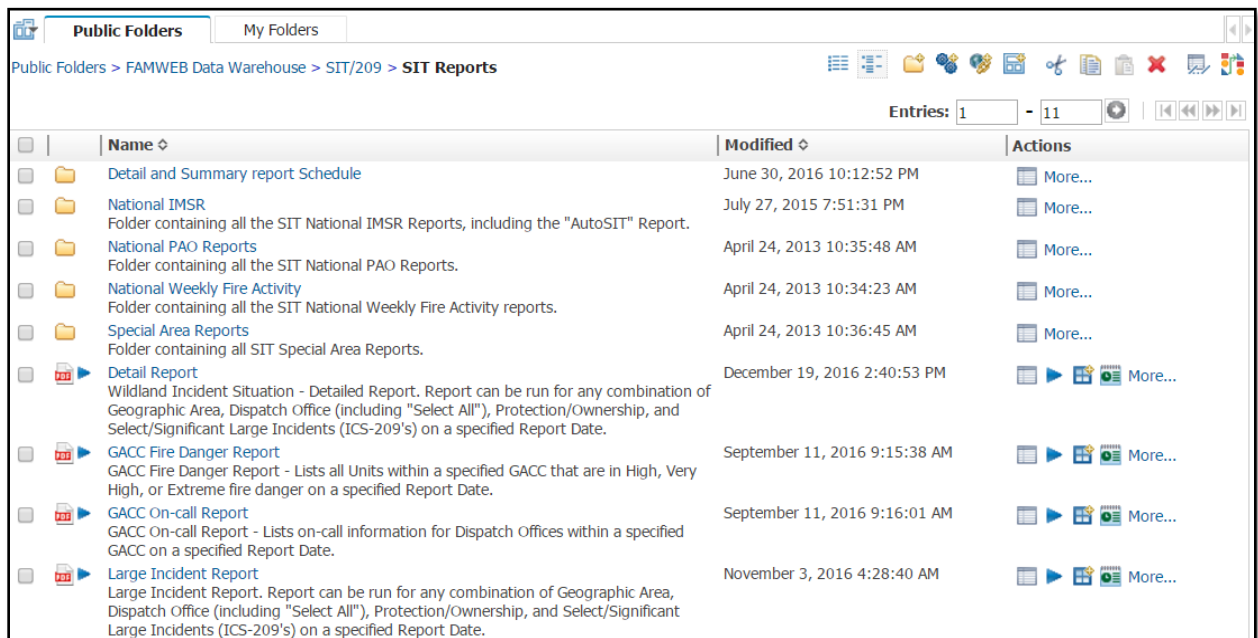 Public Folders My Folders
Public Folders > FAMWEB Data Warehouse > SIT/209 > SIT Reports
Entries: 1 - 11
Name Modified Actions
Detail and Summary report Schedule June 30, 2016 10:12:52 PM More...
National IMSR July 27, 2015 7:51:31 PM More...
Folder containing all the SIT National IMSR Reports, including the "AutoSIT" Report.
National PAO Reports April 24, 2013 10:35:48 AM More...
Folder containing all the SIT National PAO Reports.
National Weekly Fire Activity April 24, 2013 10:34:23 AM More...
Folder containing all the SIT National Weekly Fire Activity reports.
Special Area Reports April 24, 2013 10:36:45 AM More...
Folder containing all SIT Special Area Reports.
PDF Detail Report December 19, 2016 2:40:53 PM More...
Wildland Incident Situation - Detailed Report. Report can be run for any combination of
Geographic Area, Dispatch Office (including "Select All"), Protection/Ownership, and
Select/Significant Large Incidents (ICS-209's) on a specified Report Date.
PDF GACC Fire Danger Report September 11, 2016 9:15:38 AM More...
GACC Fire Danger Report - Lists all Units within a specified GACC that are in High, Very
High, or Extreme fire danger on a specified Report Date.
PDF GACC On-call Report September 11, 2016 9:16:01 AM More...
GACC On-call Report - Lists on-call information for Dispatch Offices within a specified
GACC on a specified Report Date.
PDF Large Incident Report November 3, 2016 4:28:40 AM More...
Large Incident Report. Report can be run for any combination of Geographic Area,
Dispatch Office (including "Select All"), Protection/Ownership, and Select/Significant
Large Incidents (ICS-209's) on a specified Report Date.